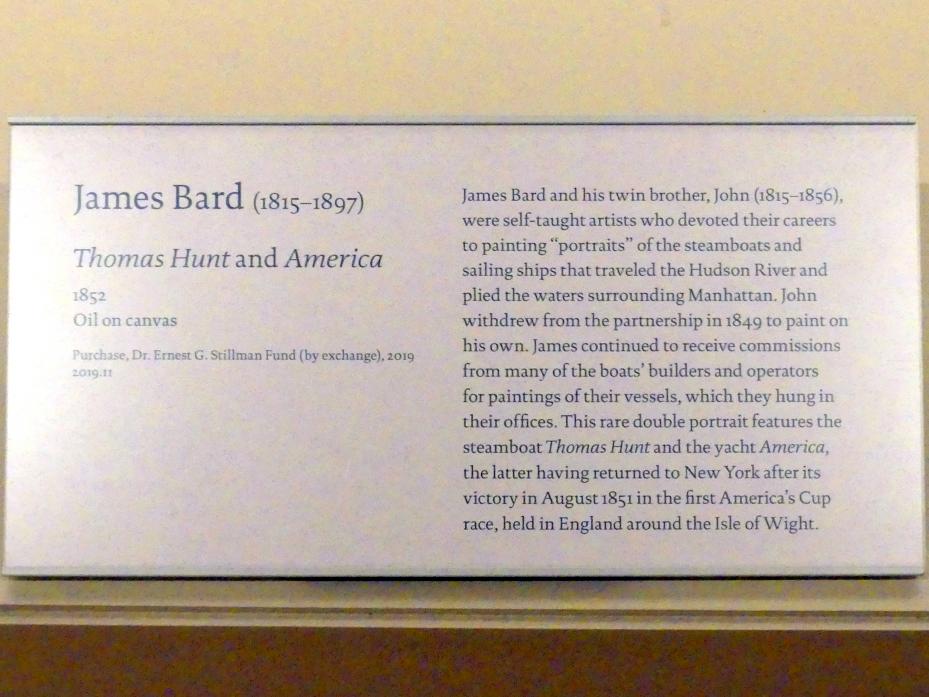 James Bard (1815–1897)
Thomas Hunt and America
1852
Oil on canvas
Purchase, Dr. Ernest G. Stillman Fund (by exchange), 2019
2019.11
James Bard and his twin brother, John (1815–1856),
were self-taught artists who devoted their careers
to painting “portraits” of the steamboats and
sailing ships that traveled the Hudson River and
plied the waters surrounding Manhattan. John
withdrew from the partnership in 1849 to paint on
his own. James continued to receive commissions
from many of the boats’ builders and operators
for paintings of their vessels, which they hung in
their offices. This rare double portrait features the
steamboat Thomas Hunt and the yacht America,
the latter having returned to New York after its
victory in August 1851 in the first America’s Cup
race, held in England around the Isle of Wight.